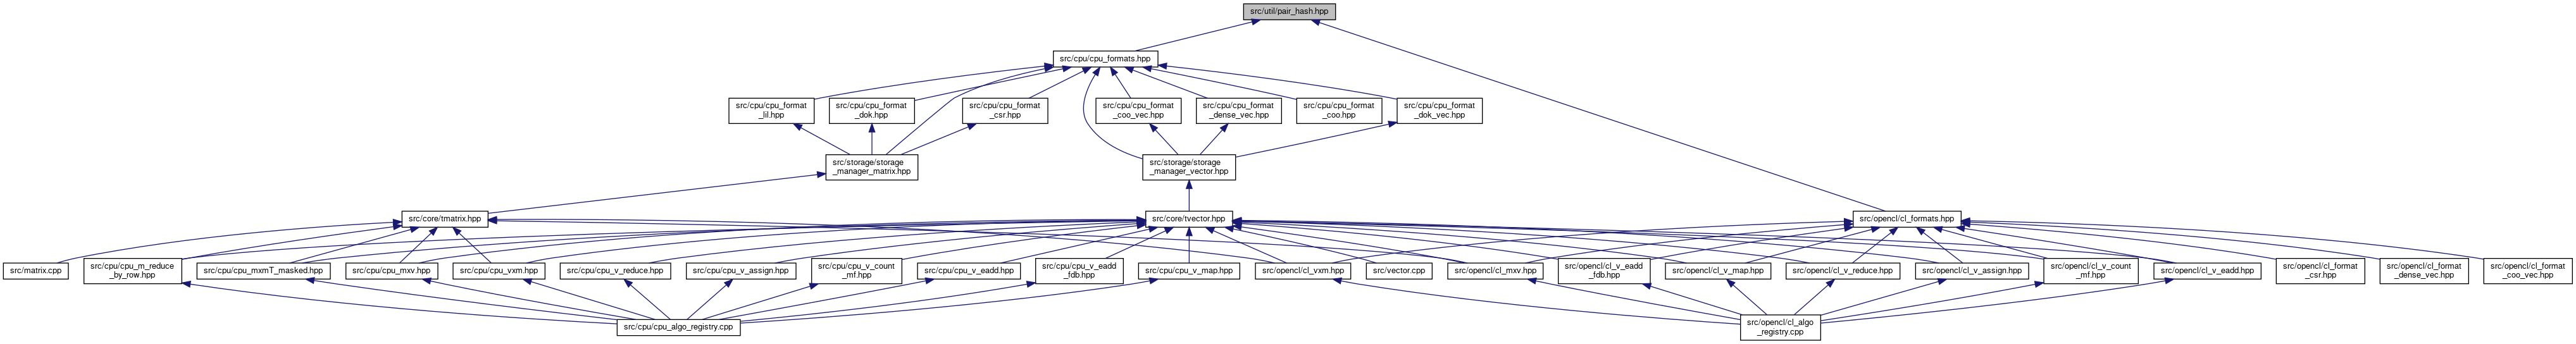 src/util/pair_hash.hpp
src/cpu/cpu_formats.hpp
src/cpu/cpu_format
_lil.hpp
src/cpu/cpu_format
_dok.hpp
src/cpu/cpu_format
_csr.hpp
src/cpu/cpu_format
_coo_vec.hpp
src/cpu/cpu_format
_dense_vec.hpp
src/cpu/cpu_format
_coo.hpp
src/cpu/cpu_format
_dok_vec.hpp
src/storage/storage
_manager_matrix.hpp
src/storage/storage
_manager_vector.hpp
src/core/tmatrix.hpp
src/core/tvector.hpp
src/opencl/cl_formats.hpp
src/matrix.cpp
src/cpu/cpu_m_reduce
_by_row.hpp
src/cpu/cpu_mxmT_masked.hpp
src/cpu/cpu_mxv.hpp
src/cpu/cpu_vxm.hpp
src/cpu/cpu_v_reduce.hpp
src/cpu/cpu_v_assign.hpp
src/cpu/cpu_v_count
_mf.hpp
src/cpu/cpu_v_eadd.hpp
src/cpu/cpu_v_eadd
_fdb.hpp
src/cpu/cpu_v_map.hpp
src/opencl/cl_vxm.hpp
src/vector.cpp
src/opencl/cl_mxv.hpp
src/opencl/cl_v_eadd
_fdb.hpp
src/opencl/cl_v_map.hpp
src/opencl/cl_v_reduce.hpp
src/opencl/cl_v_assign.hpp
src/opencl/cl_v_count
_mf.hpp
src/opencl/cl_v_eadd.hpp
src/opencl/cl_format
_csr.hpp
src/opencl/cl_format
_dense_vec.hpp
src/opencl/cl_format
_coo_vec.hpp
src/cpu/cpu_algo_registry.cpp
src/opencl/cl_algo
_registry.cpp